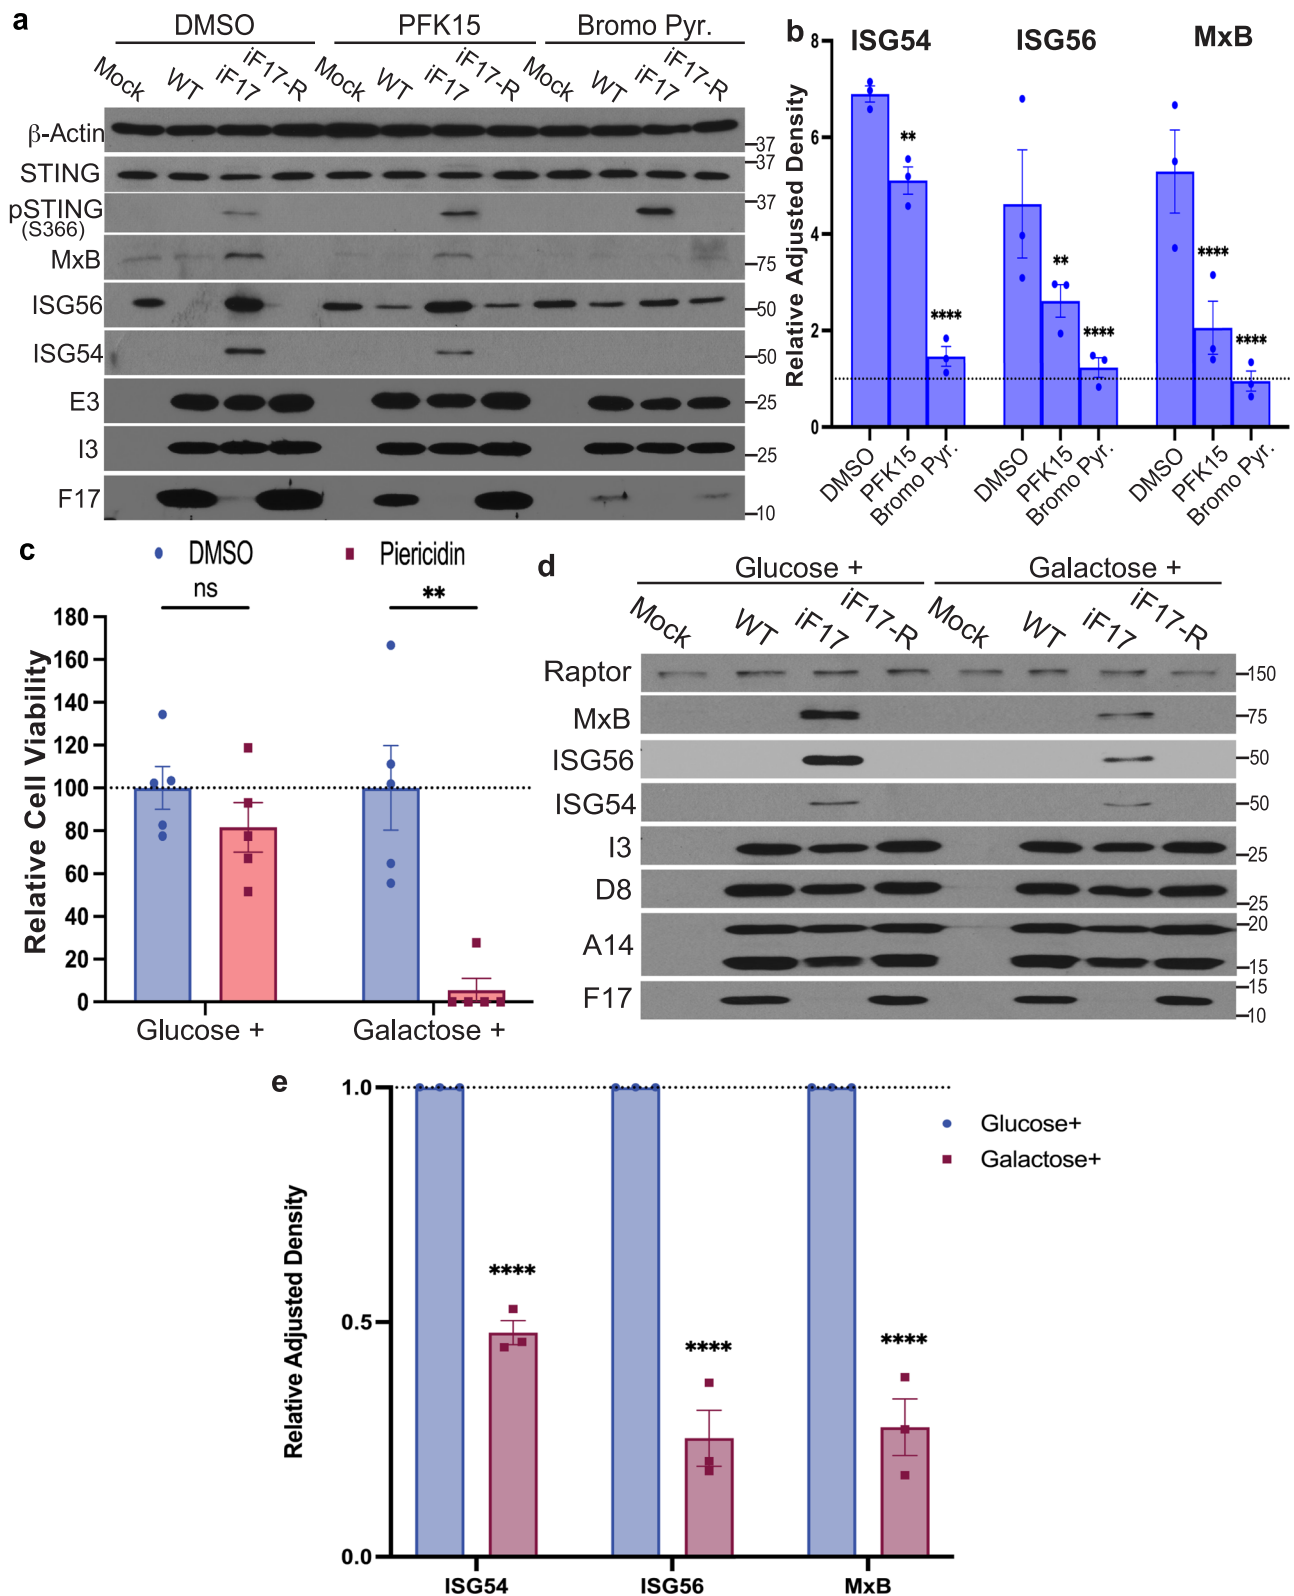 a
DMSO PFK15 Bromo Pyr.
Mock WT iF17 iF17-R Mock WT iF17 iF17-R Mock WT iF17 iF17-R
β-Actin 37
STING 37
pSTING 37
(S366)
MxB 75
ISG56 50
ISG54 50
E3 25
I3 25
F17 10
b
ISG54 ISG56 MxB
Relative Adjusted Density
8
6
4
2
0
** **** ** **** **** ****
DMSO PFK15 Bromo Pyr. DMSO PFK15 Bromo Pyr. DMSO PFK15 Bromo Pyr.
c
DMSO Piericidin
ns **
Relative Cell Viability
180
160
140
120
100
80
60
40
20
0
Glucose + Galactose +
d
Glucose + Galactose +
Mock WT iF17 iF17-R Mock WT iF17 iF17-R
Raptor 150
MxB 75
ISG56 50
ISG54 50
I3 25
D8 25
A14 20
15
F17 15
10
e
Relative Adjusted Density
1.0
0.5
0.0
**** **** ****
Glucose+
Galactose+
ISG54 ISG56 MxB